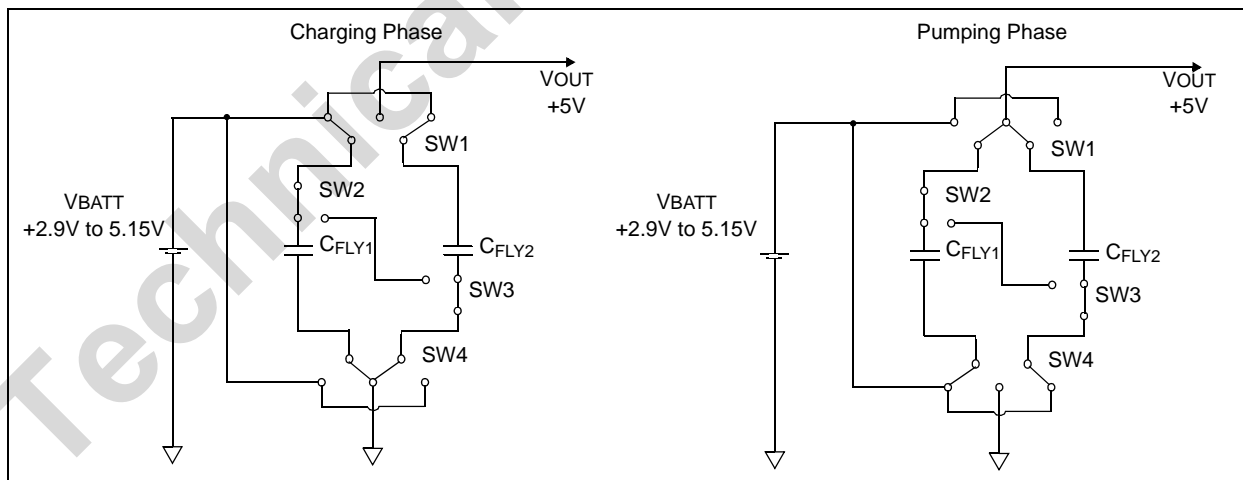 Technical
Charging Phase
VOUT
+5V
SW1
SW2
VBATT
+2.9V to 5.15V
CFLY1
CFLY2
SW3
SW4
Pumping Phase
VOUT
+5V
SW1
SW2
VBATT
+2.9V to 5.15V
CFLY1
CFLY2
SW3
SW4